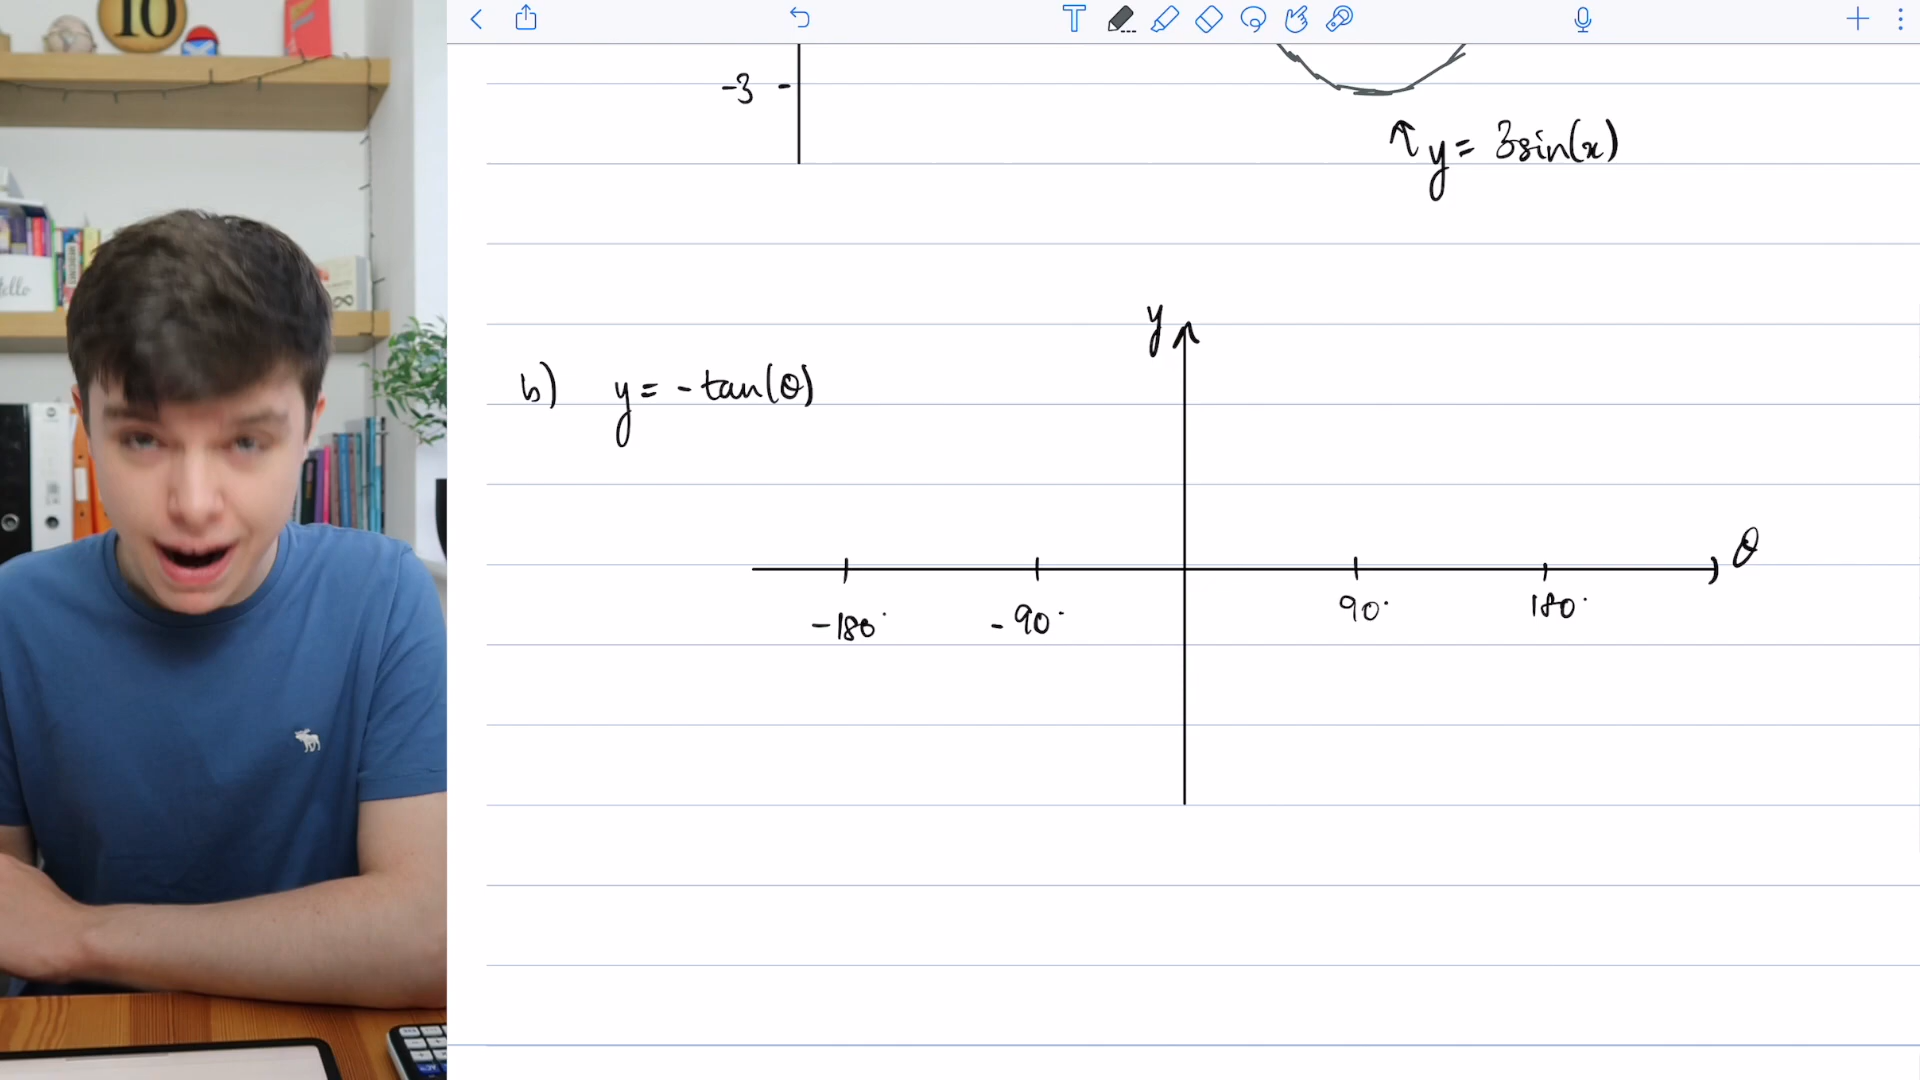 10
-3
↑ y = 3sin(x)
y
b) y = -tan(θ)
θ
-180° -90° 90° 180°